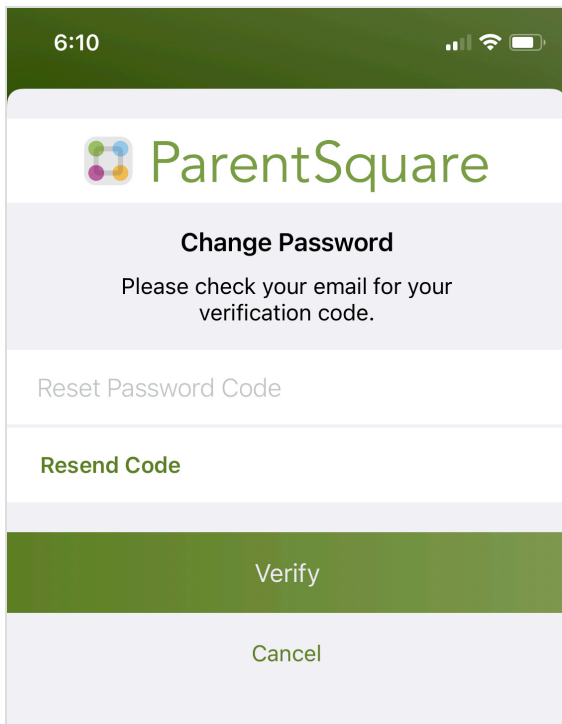 6:10
ParentSquare
Change Password
Please check your email for your
verification code.
Reset Password Code
Resend Code
Verify
Cancel